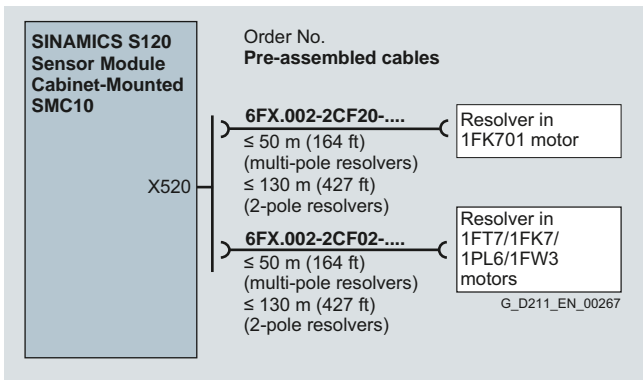 SINAMICS S120
Sensor Module
Cabinet-Mounted
SMC10
X520
Order No.
Pre-assembled cables
6FX.002-2CF20-....
≤ 50 m (164 ft)
(multi-pole resolvers)
≤ 130 m (427 ft)
(2-pole resolvers)
Resolver in
1FK701 motor
6FX.002-2CF02-....
≤ 50 m (164 ft)
(multi-pole resolvers)
≤ 130 m (427 ft)
(2-pole resolvers)
Resolver in
1FT7/1FK7/
1PL6/1FW3
motors
G_D211_EN_00267